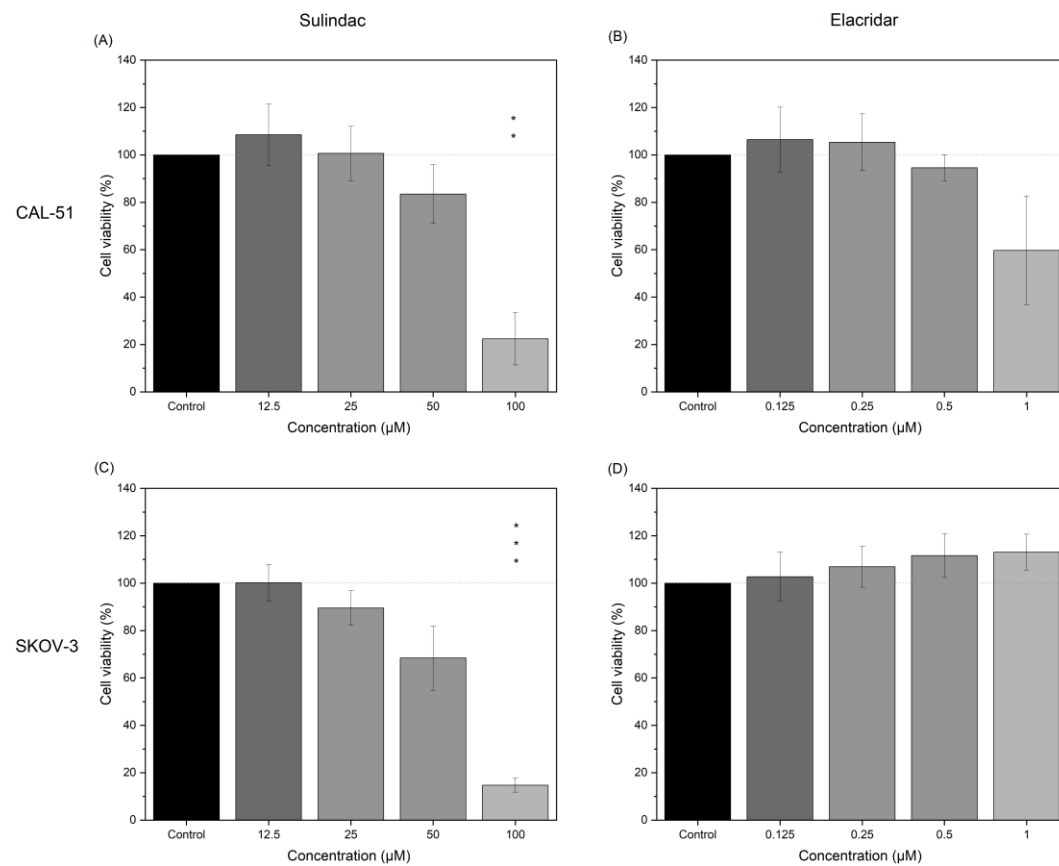 Sulindac
Elacridar
(A)
(B)
140
120
100
80
60
40
20
0
Cell viability (%)
*
*
Control 12.5 25 50 100
Concentration (µM)
140
120
100
80
60
40
20
0
Cell viability (%)
Control 0.125 0.25 0.5 1
Concentration (µM)
CAL-51
(C)
(D)
140
120
100
80
60
40
20
0
Cell viability (%)
*
*
*
Control 12.5 25 50 100
Concentration (µM)
140
120
100
80
60
40
20
0
Cell viability (%)
Control 0.125 0.25 0.5 1
Concentration (µM)
SKOV-3